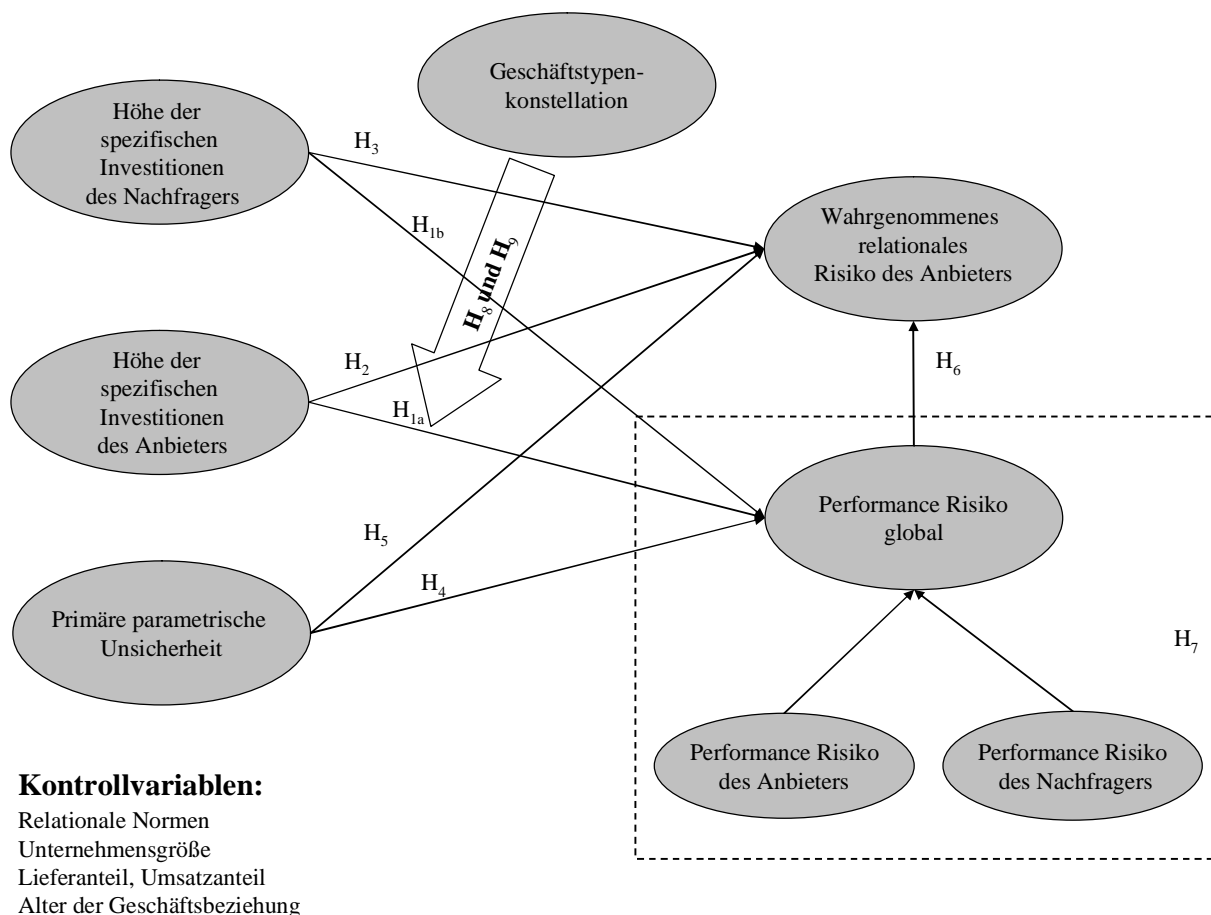 Geschäftstypen-
konstellation
Höhe der
spezifischen
Investitionen
des Nachfragers
H3
H1b
H8 und H9
Wahrgenommenes
relationales
Risiko des Anbieters
Höhe der
spezifischen
Investitionen
des Anbieters
H2
H1a
H6
Performance Risiko
global
H5
H4
Primäre parametrische
Unsicherheit
H7
Performance Risiko
des Anbieters
Performance Risiko
des Nachfragers
Kontrollvariablen:
Relationale Normen
Unternehmensgröße
Lieferanteil, Umsatzanteil
Alter der Geschäftsbeziehung